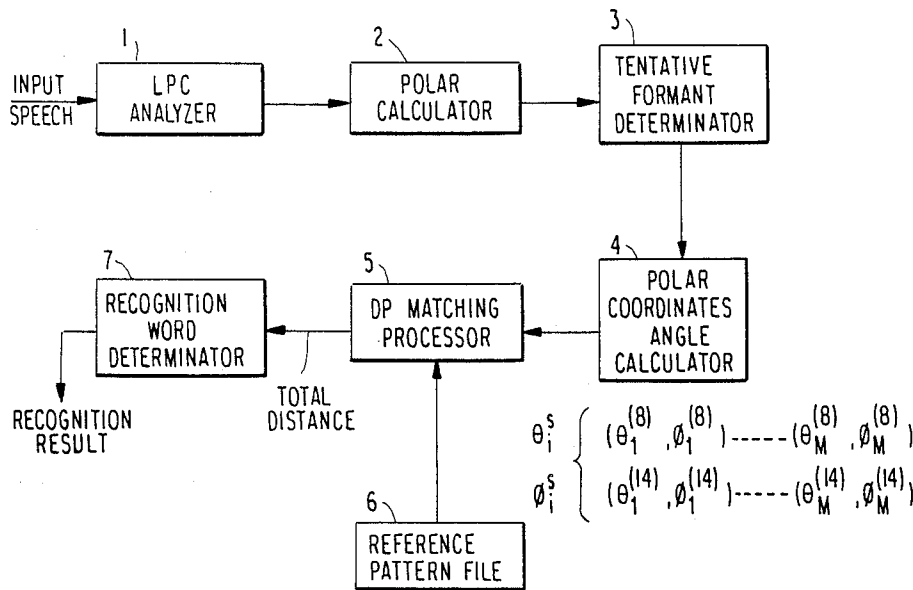 1
INPUT
SPEECH
LPC
ANALYZER
2
POLAR
CALCULATOR
3
TENTATIVE
FORMANT
DETERMINATOR
7
RECOGNITION
WORD
DETERMINATOR
5
DP MATCHING
PROCESSOR
4
POLAR
COORDINATES
ANGLE
CALCULATOR
TOTAL
DISTANCE
RECOGNITION
RESULT
θ_i^s { (θ_1^(8), ø_1^(8)) ----- (θ_M^(8), ø_M^(8))
ø_i^s { (θ_1^(14), ø_1^(14)) ----- (θ_M^(14), ø_M^(14))
6
REFERENCE
PATTERN FILE